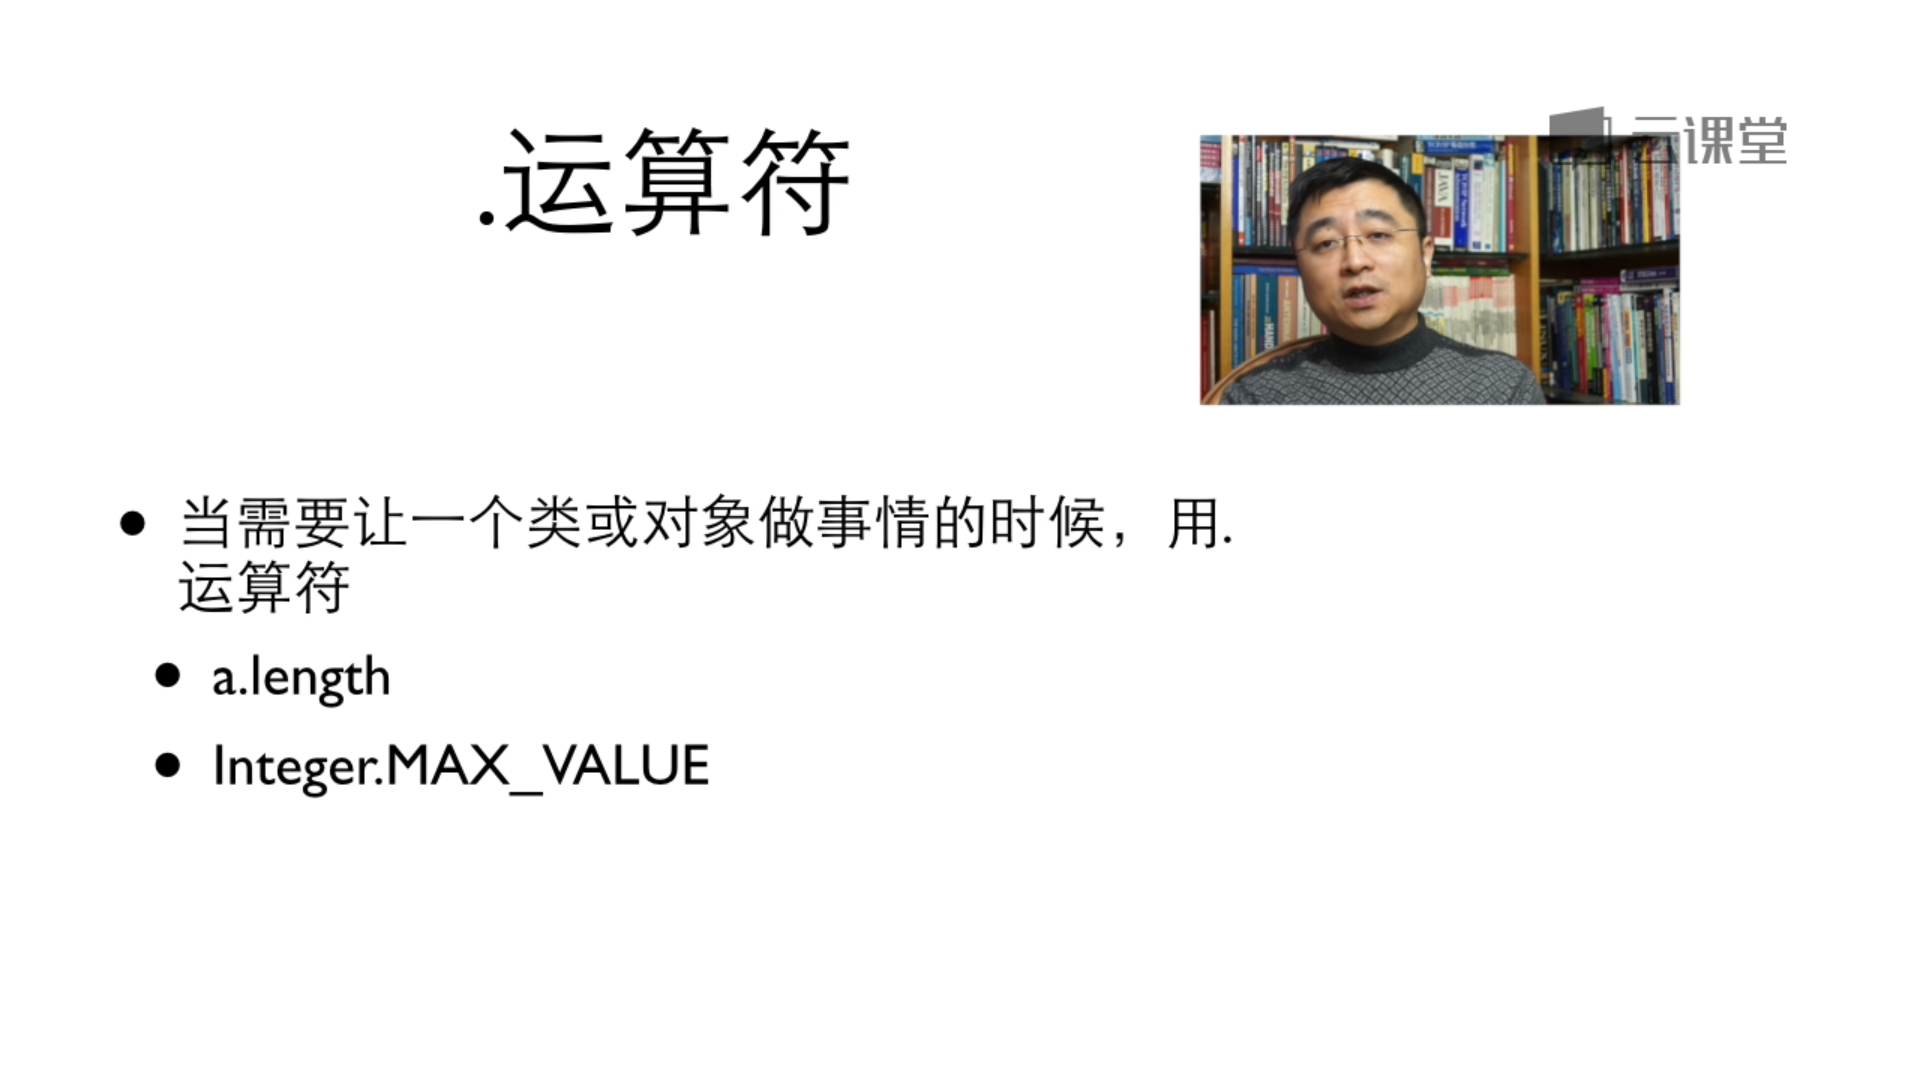 .运算符
云课堂
JAVA
当需要让一个类或对象做事情的时候，用.
运算符
a.length
Integer.MAX_VALUE